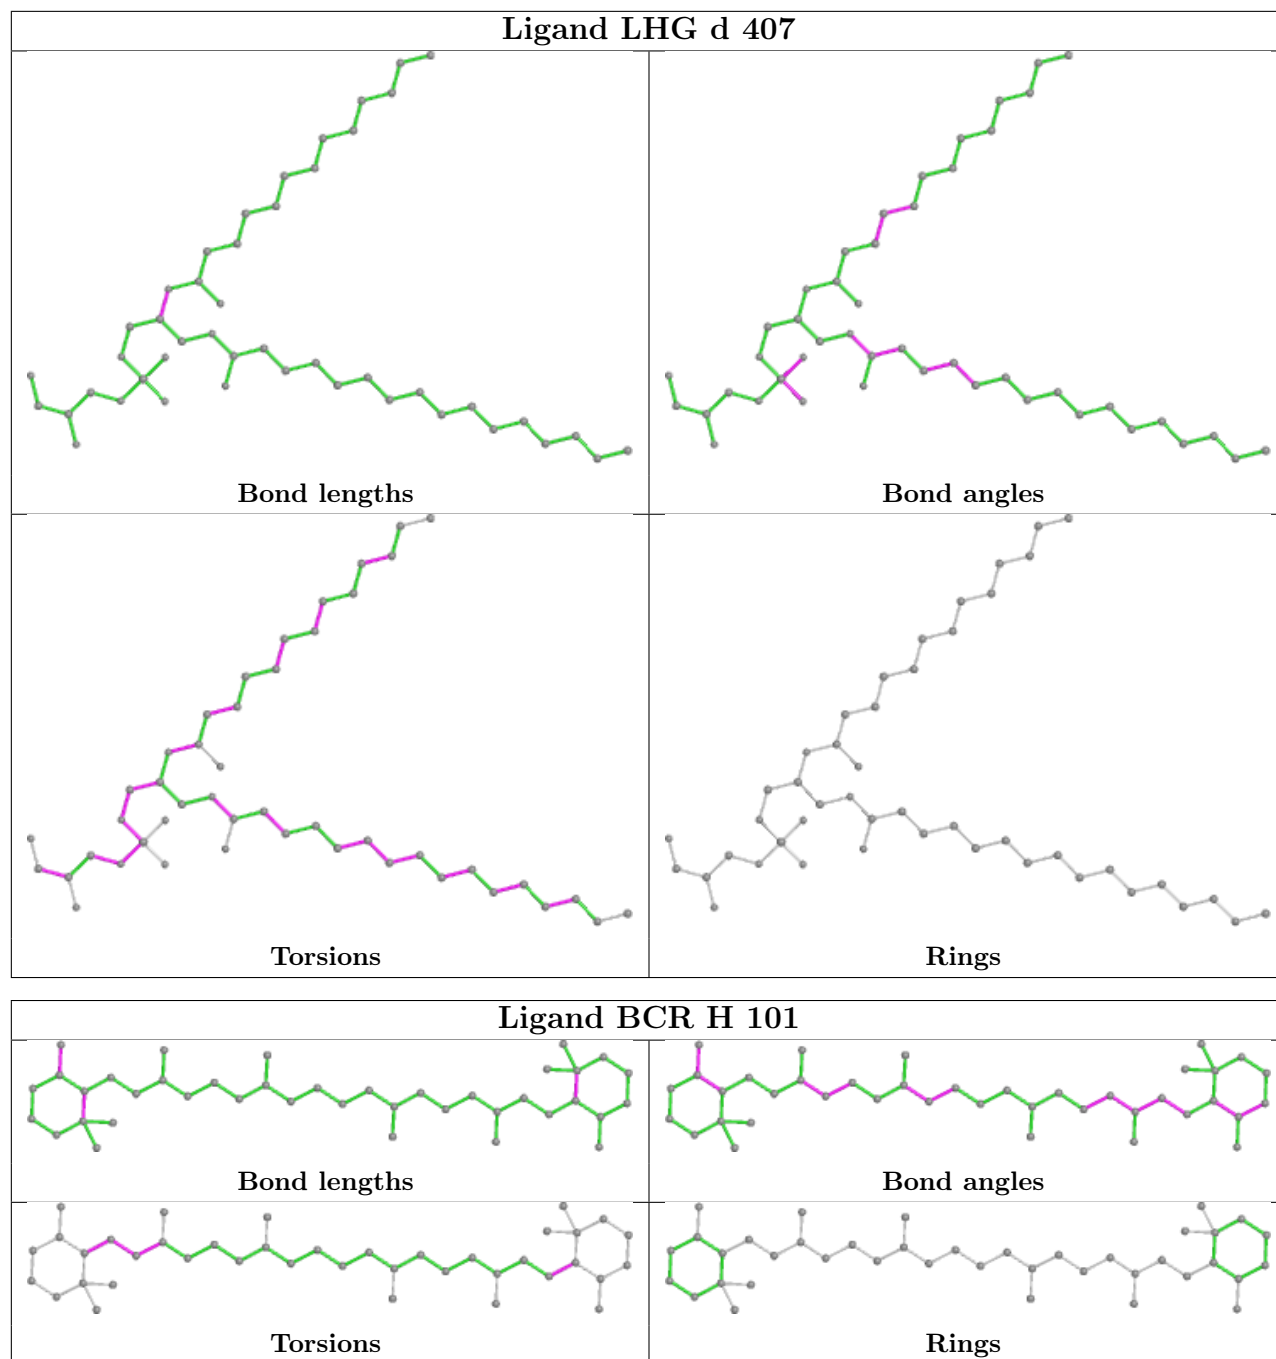 Ligand LHG d 407
Bond lengths
Bond angles
Torsions
Rings
Ligand BCR H 101
Bond lengths
Bond angles
Torsions
Rings